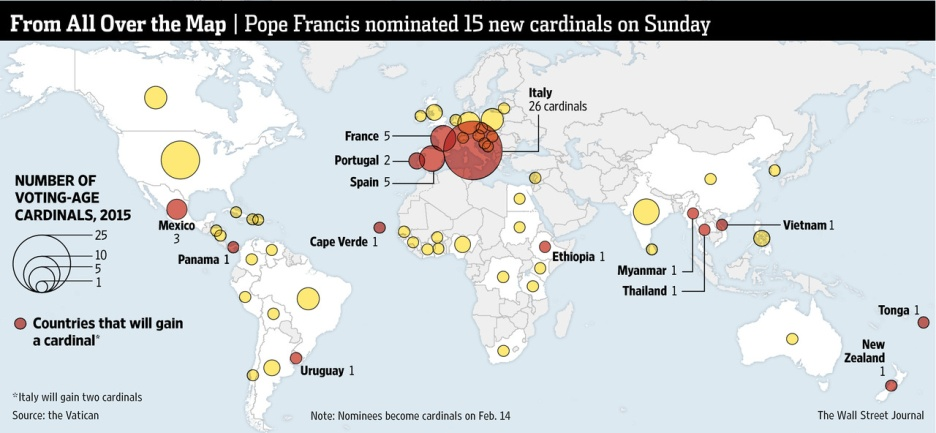 From All Over the Map | Pope Francis nominated 15 new cardinals on Sunday
Italy
26 cardinals
France 5
Portugal 2
Spain 5
NUMBER OF
VOTING-AGE
CARDINALS, 2015
25
10
5
1
Mexico
3
Panama 1
Cape Verde 1
Ethiopia 1
Vietnam 1
Myanmar 1
Thailand 1
Tonga 1
New
Zealand
1
Countries that will gain
a cardinal*
Uruguay 1
*Italy will gain two cardinals
Source: the Vatican
Note: Nominees become cardinals on Feb. 14
The Wall Street Journal